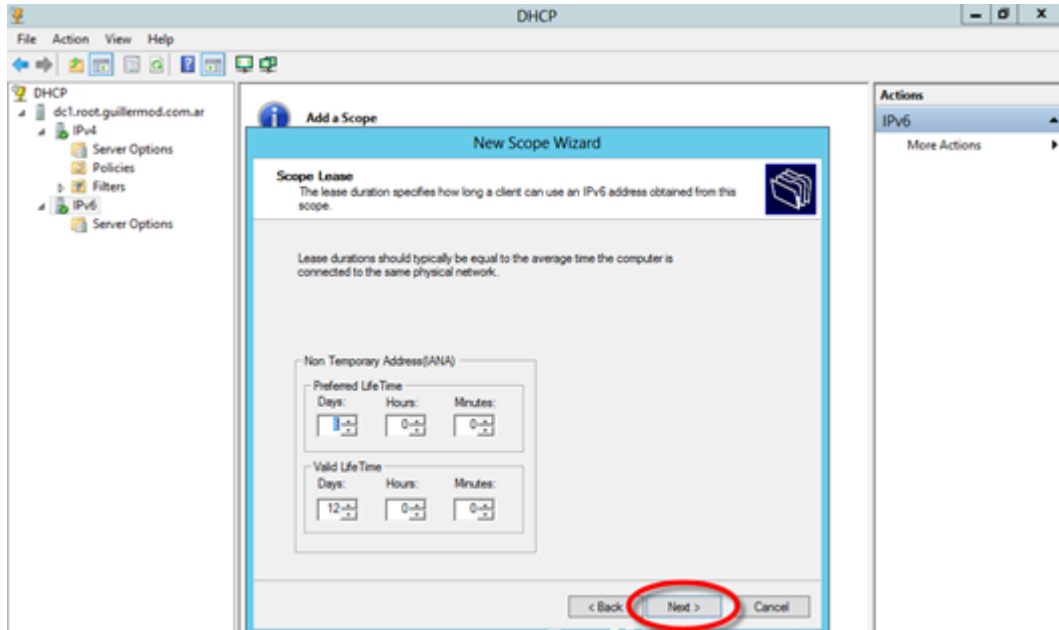 DHCP
File Action View Help
DHCP
dc1.root.guillermod.com.ar
IPv4
Server Options
Policies
Filters
IPv6
Server Options
Add a Scope
New Scope Wizard
Scope Lease
The lease duration specifies how long a client can use an IPv6 address obtained from this
scope.
Lease durations should typically be equal to the average time the computer is
connected to the same physical network.
Non Temporary Address(IANA)
Preferred Life Time
Days: Hours: Minutes:
0 0
Valid Life Time
Days: Hours: Minutes:
12 0 0
< Back Next > Cancel
Actions
IPv6
More Actions